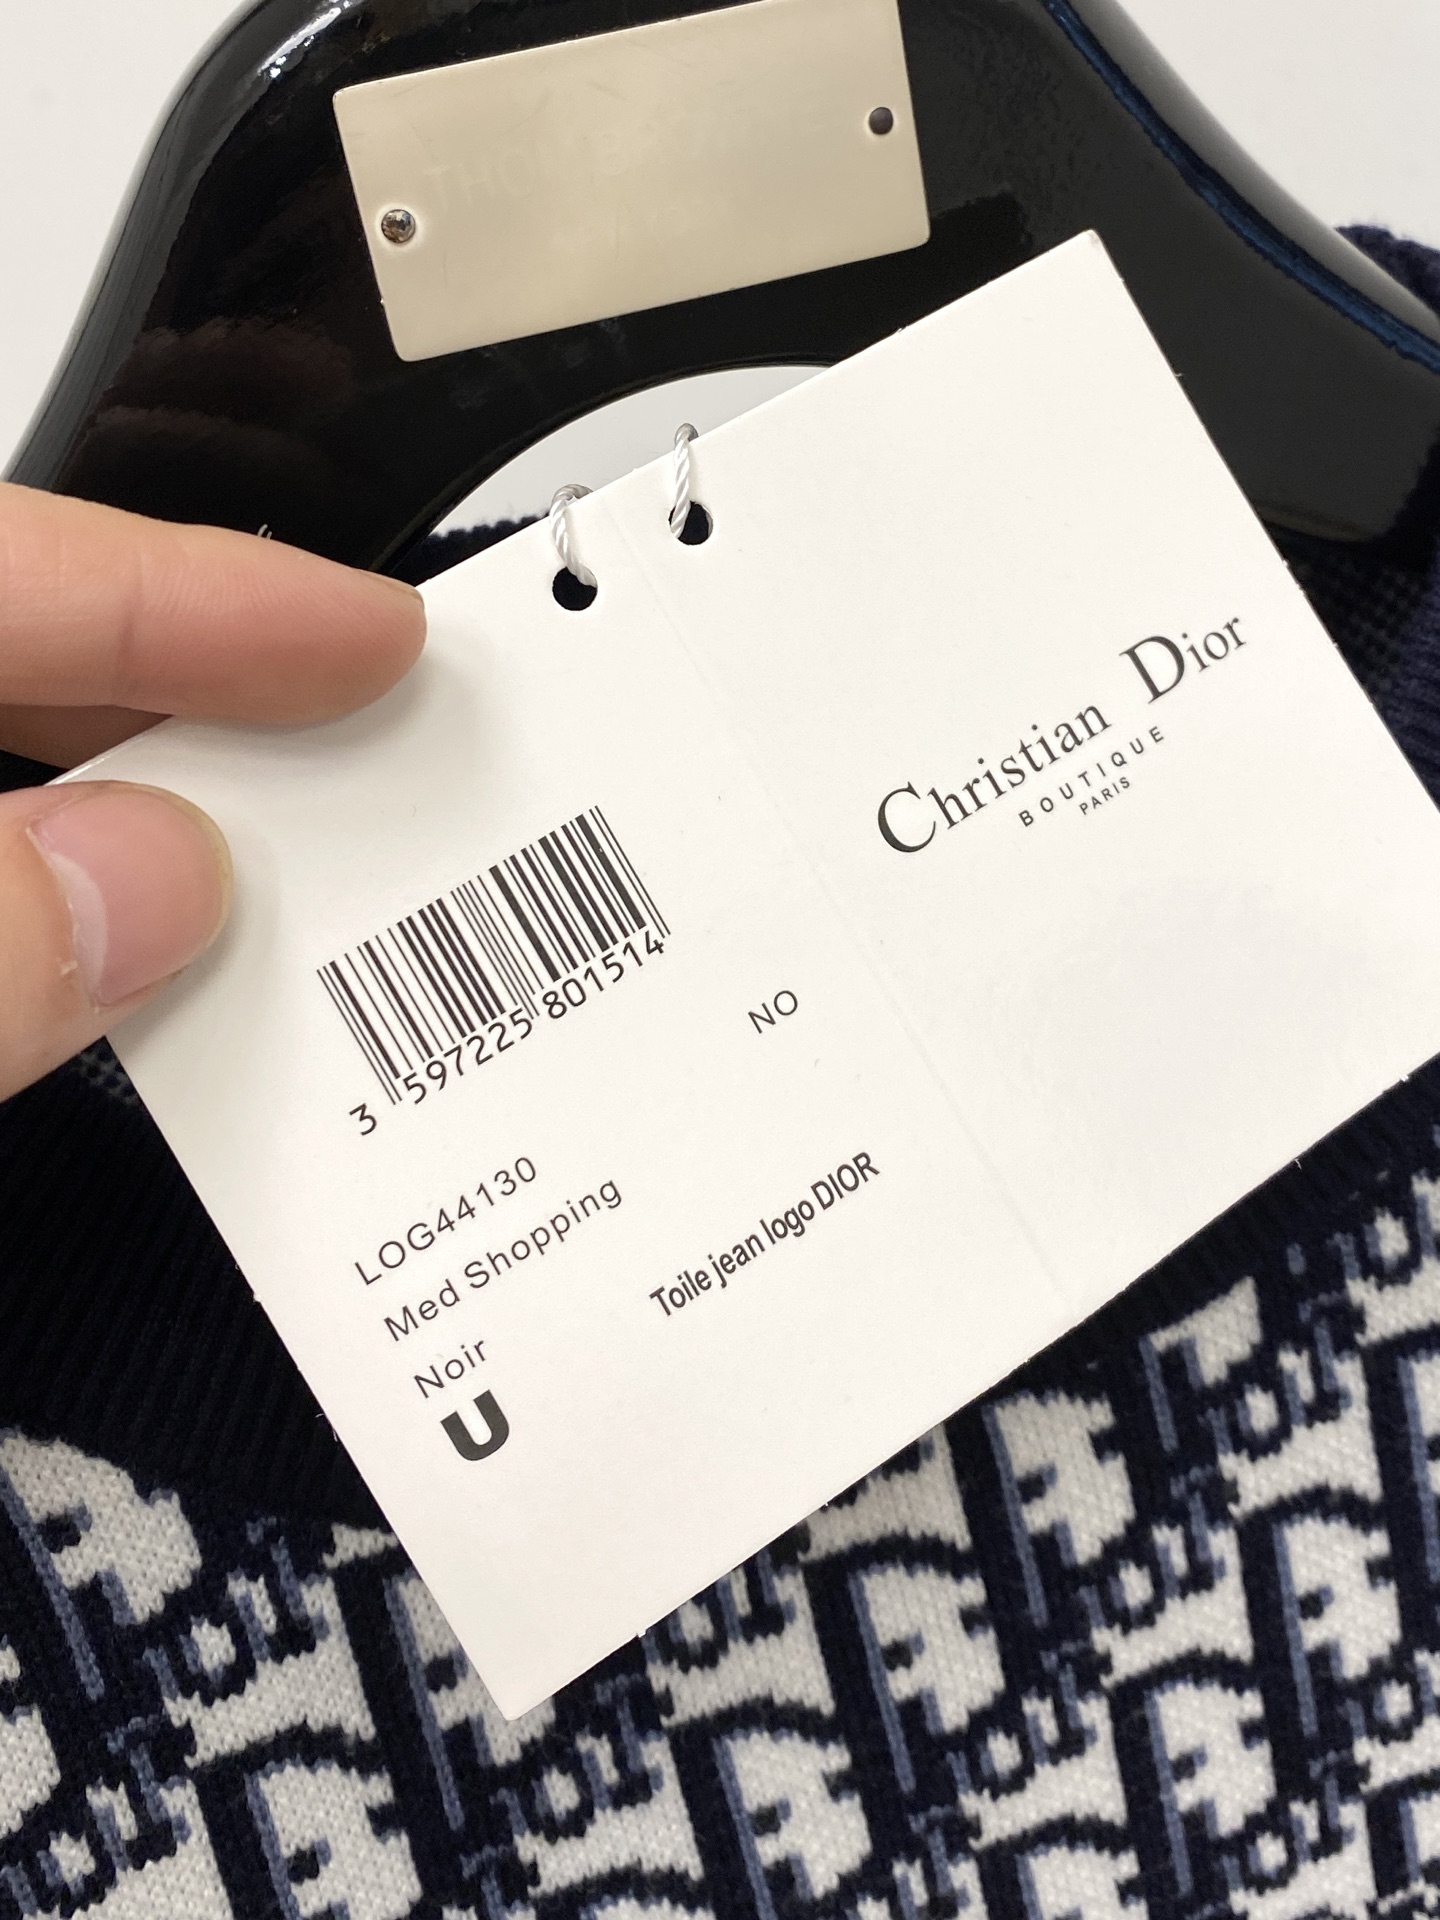 Christian Dior
BOUTIQUE
PARIS
3 597225 801514
NO
LOG44130
Med Shopping
Noir
U
Toile jean logo DIOR